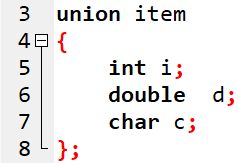 3 union item
4 {
5 int i;
6 double d;
7 char c;
8 };